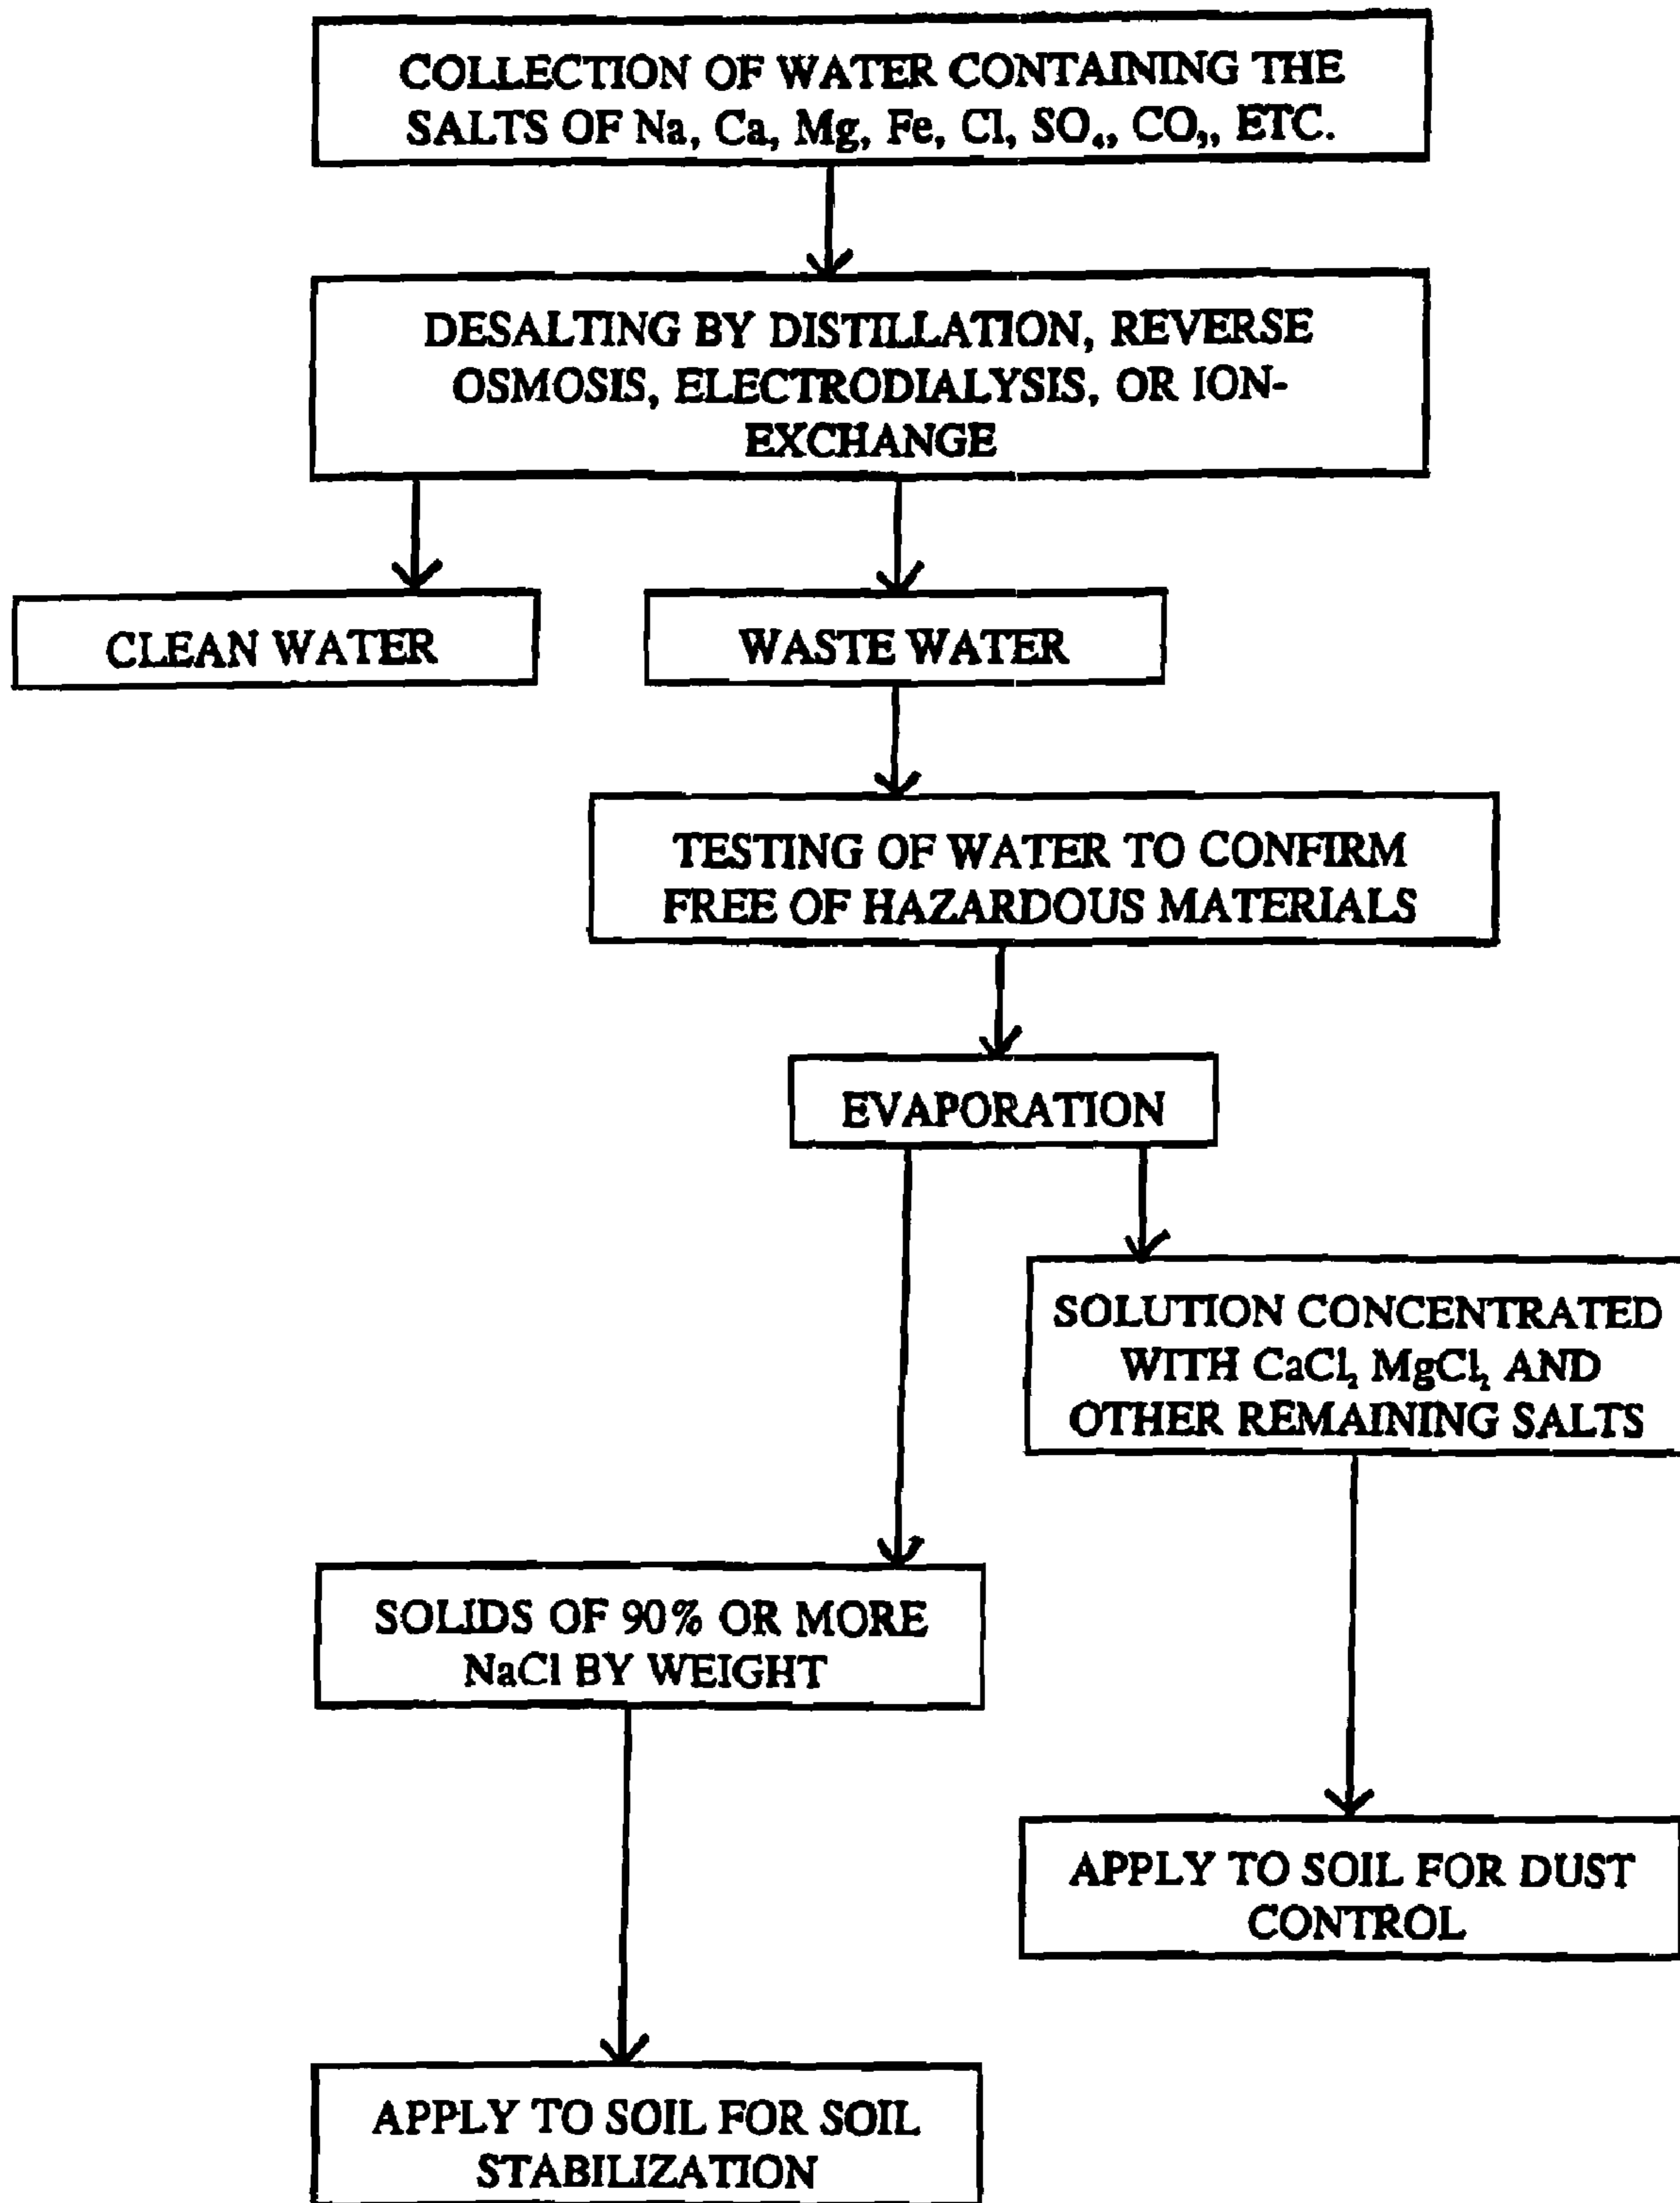 COLLECTION OF WATER CONTAINING THE
SALTS OF Na, Ca, Mg, Fe, Cl, SO₄, CO₃, ETC.
DESALTING BY DISTILLATION, REVERSE
OSMOSIS, ELECTRODIALYSIS, OR ION-
EXCHANGE
CLEAN WATER
WASTE WATER
TESTING OF WATER TO CONFIRM
FREE OF HAZARDOUS MATERIALS
EVAPORATION
SOLUTION CONCENTRATED
WITH CaCl₂ MgCl₂ AND
OTHER REMAINING SALTS
SOLIDS OF 90% OR MORE
NaCl BY WEIGHT
APPLY TO SOIL FOR DUST
CONTROL
APPLY TO SOIL FOR SOIL
STABILIZATION